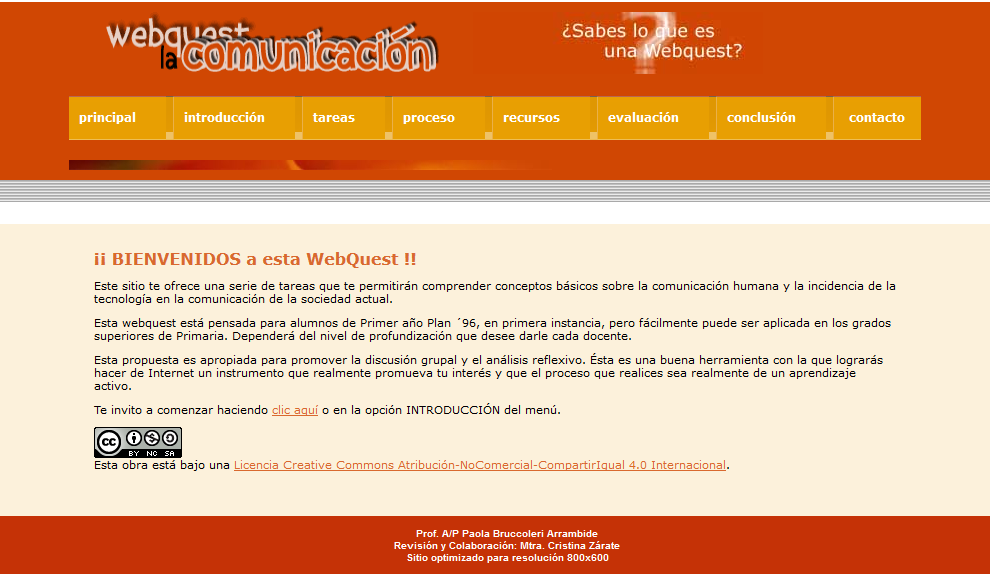 webquest
la comunicación
¿Sabes lo que es
una Webquest?
principal introducción tareas proceso recursos evaluación conclusión contacto
¡¡ BIENVENIDOS a esta WebQuest !!
Este sitio te ofrece una serie de tareas que te permitirán comprender conceptos básicos sobre la comunicación humana y la incidencia de la
tecnología en la comunicación de la sociedad actual.
Esta webquest está pensada para alumnos de Primer año Plan ´96, en primera instancia, pero fácilmente puede ser aplicada en los grados
superiores de Primaria. Dependerá del nivel de profundización que desee darle cada docente.
Esta propuesta es apropiada para promover la discusión grupal y el análisis reflexivo. Ésta es una buena herramienta con la que lograrás
hacer de Internet un instrumento que realmente promueva tu interés y que el proceso que realices sea realmente de un aprendizaje
activo.
Te invito a comenzar haciendo clic aquí o en la opción INTRODUCCIÓN del menú.
cc
BY NC SA
Esta obra está bajo una Licencia Creative Commons Atribución-NoComercial-CompartirIgual 4.0 Internacional.
Prof. A/P Paola Bruccoleri Arrambide
Revisión y Colaboración: Mtra. Cristina Zárate
Sitio optimizado para resolución 800x600